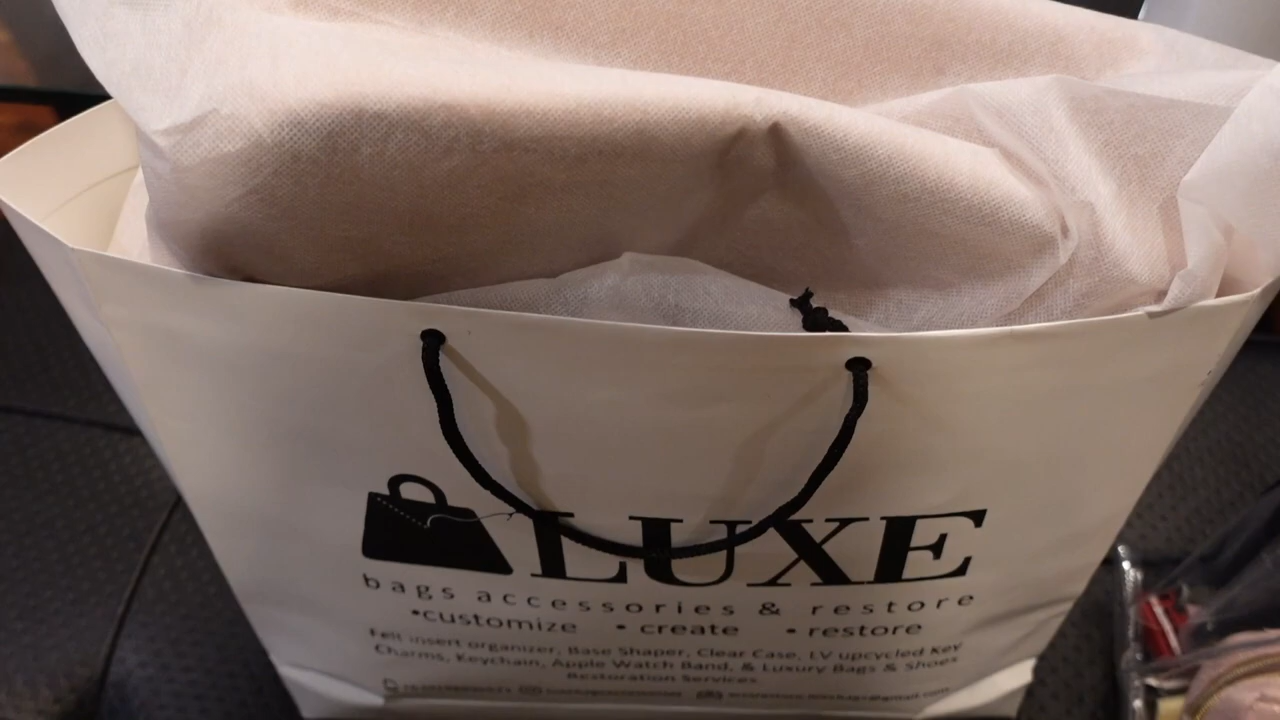 LUXE
bags accessories & restore
•customize • create • restore
Felt insert organizer, Base Shaper, Clear Case, LV upcycled Key
Charms, Keychain, Apple Watch Band, & Luxury Bags & Shoes
Restoration Services